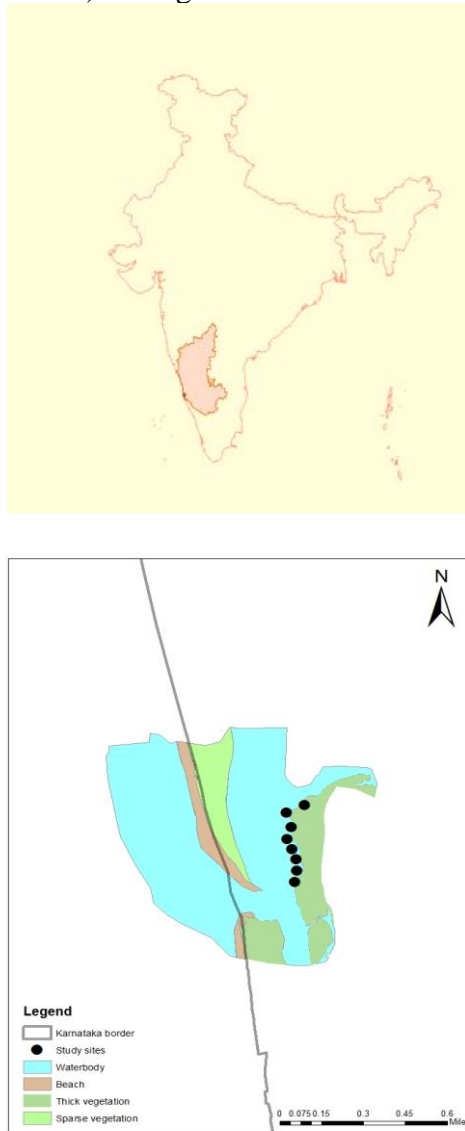 N
Legend
Karnataka border
Study sites
Waterbody
Beach
Thick vegetation
Sparse vegetation
0 0.075 0.15 0.3 0.45 0.6
Mile